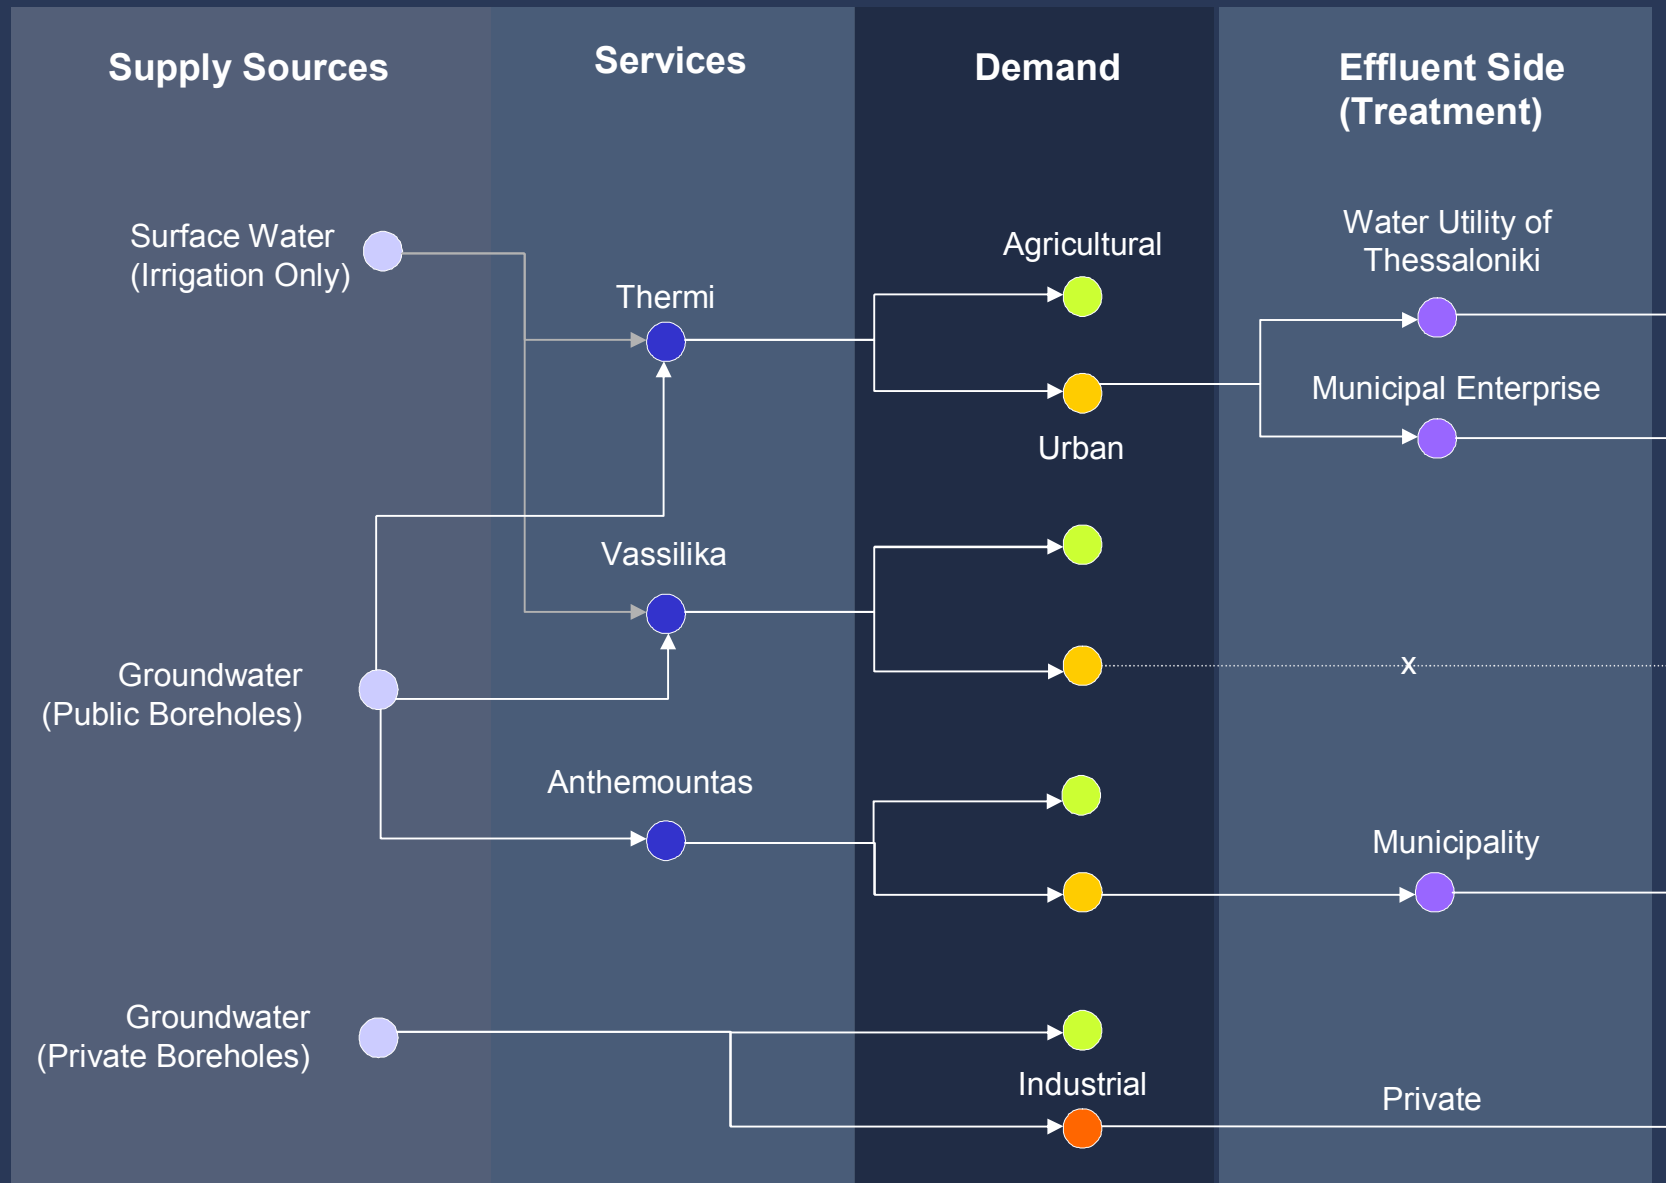 Supply Sources
Services
Demand
Effluent Side
(Treatment)
Surface Water
(Irrigation Only)
Thermi
Agricultural
Water Utility of
Thessaloniki
Municipal Enterprise
Urban
Vassilika
Groundwater
(Public Boreholes)
x
Anthemountas
Municipality
Groundwater
(Private Boreholes)
Industrial
Private